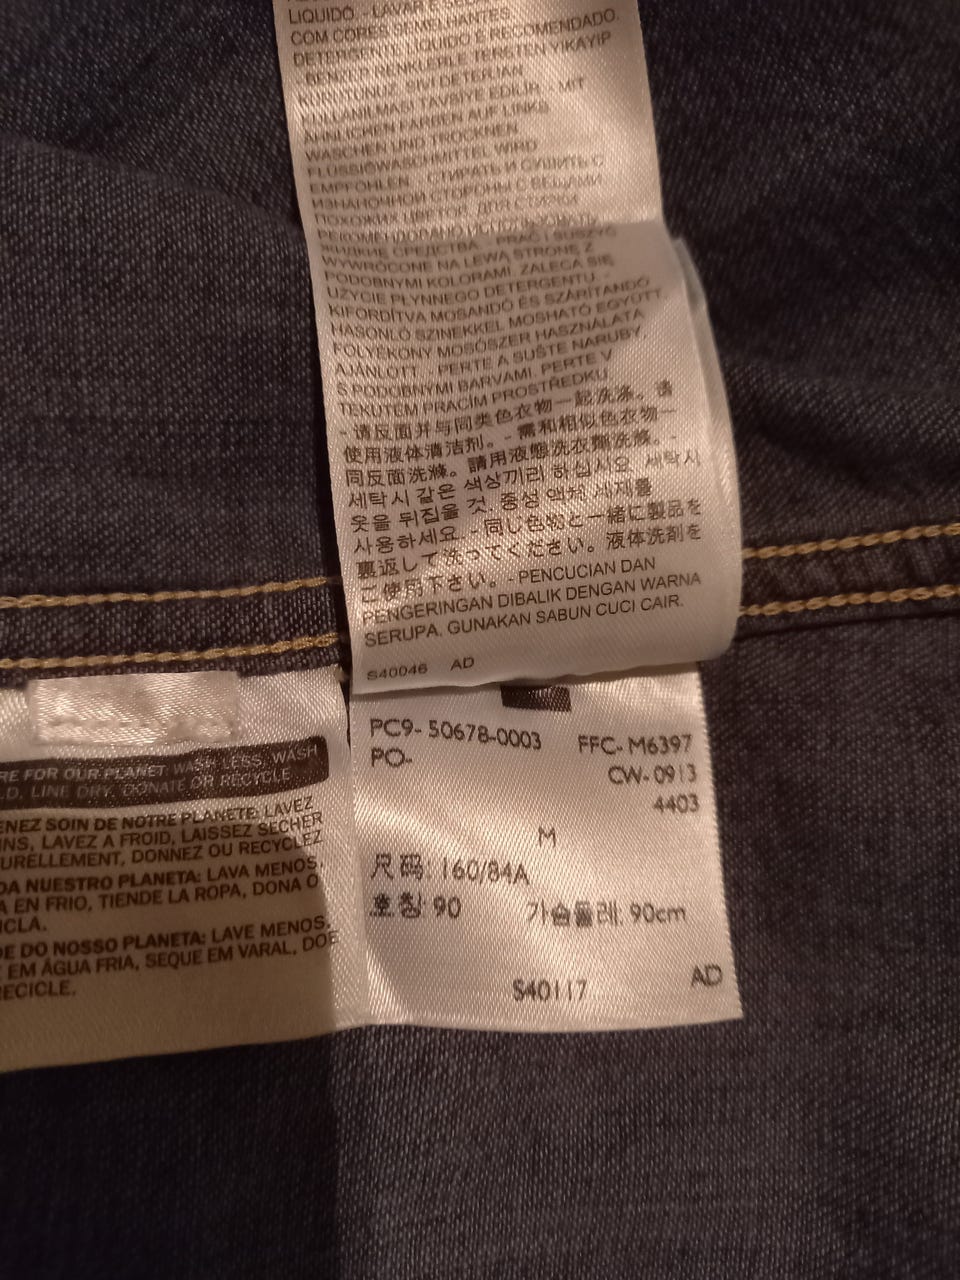 LIQUIDO. - LAVAR E
COM CORES SEMELHANTES.
DETERGENTE LIQUIDO É RECOMENDADO.
- BENZER RENKLERLE TERSTEN YIKAYIP
KURUTUNUZ. SIVI DETERJAN
KULLANILMASI TAVSİYE EDİLİR. - MIT
ÄHNLICHEN FARBEN AUF LINKS
WASCHEN UND TROCKNEN.
FLÜSSIGWASCHMITTEL WIRD
EMPFOHLEN. - СТИРАТЬ И СУШИТЬ С
ИЗНАНОЧНОЙ СТОРОНЫ С ВЕЩАМИ
ПОХОЖИХ ЦВЕТОВ. ДЛЯ СТИРКИ
РЕКОМЕНДОВАНО ИСПОЛЬЗОВАТЬ
ЖИДКИЕ СРЕДСТВА. - PRAĆ I SUSZYĆ
WYWRÓCONE NA LEWĄ STRONĘ Z
PODOBNYMI KOLORAMI. ZALECA SIĘ
UŻYCIE PŁYNNEGO DETERGENTU. -
KIFORDÍTVA MOSANDÓ ÉS SZÁRÍTANDÓ
HASONLÓ SZINEKKEL MOSHATÓ EGYÜTT.
FOLYÉKONY MOSÓSZER HASZNÁLATA
AJÁNLOTT. - PERTE A SUŠTE NARUBY.
PERTE V
S PODOBNYMI BARVAMI.
TEKUTEM PRACÍM PROSTŘEDKU.
- 请反面并与同类色衣物一起洗涤。请
使用液体清洁剂。- 需和相似色衣物一
同反面洗滌。請用液態洗衣劑洗滌。-
세탁시 같은 색상끼리 하십시요. 세탁시
옷을 뒤집을 것. 중성 액체 세제를
사용하세요. - 同じ色物と一緒に製品を
裏返して洗ってください。液体洗剤を
ご使用下さい。- PENCUCIAN DAN
PENGERINGAN DIBALIK DENGAN WARNA
SERUPA. GUNAKAN SABUN CUCI CAIR.
S40046 AD
PC9- 50678-0003 FFC- M6397
PO- CW- 0913
4403
M
尺码: 160/84A
호칭 90 가슴둘레: 90cm
S40117 AD
RE FOR OUR PLANET: WASH LESS, WASH
D, LINE DRY, DONATE OR RECYCLE
ENEZ SOIN DE NOTRE PLANÈTE: LAVEZ
INS, LAVEZ A FROID, LAISSEZ SECHER
URELLEMENT, DONNEZ OU RECYCLEZ
DA NUESTRO PLANETA: LAVA MENOS,
A EN FRIO, TIENDE LA ROPA, DONA O
ICLA.
DE DO NOSSO PLANETA: LAVE MENOS,
E EM ÁGUA FRIA, SEQUE EM VARAL, DOE
RECICLE.